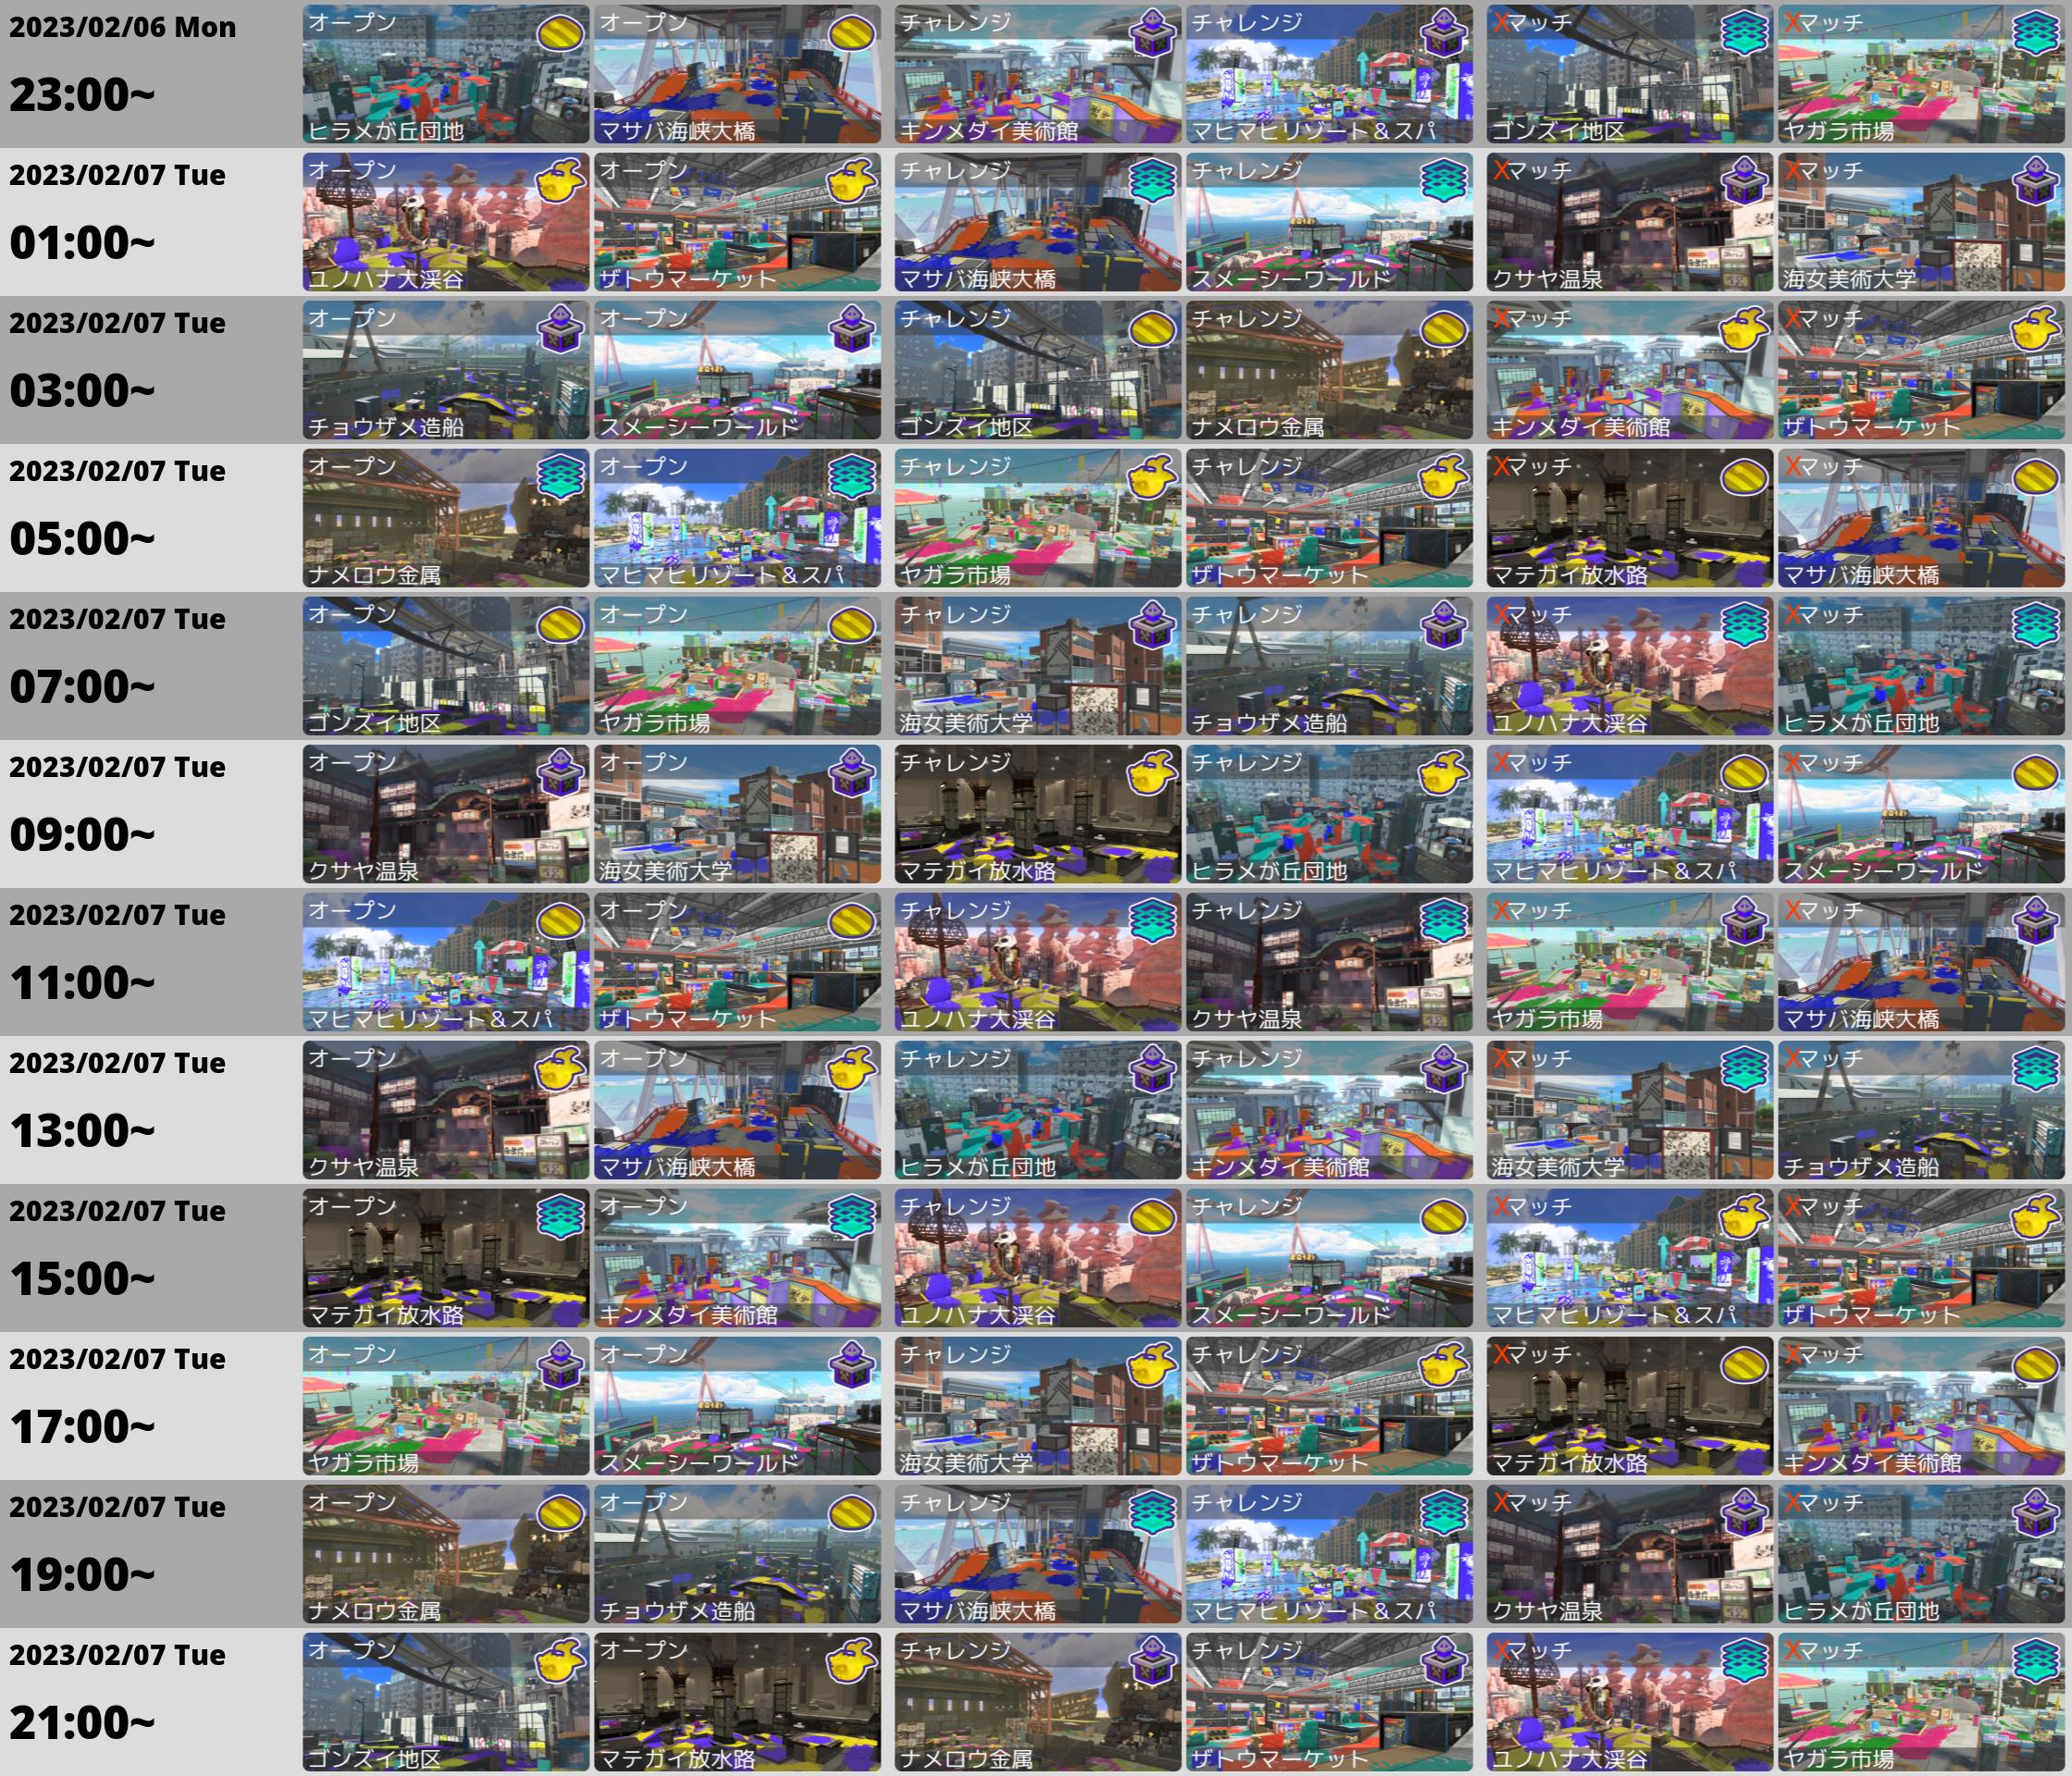 2023/02/06 Mon
23:00~
オープン オープン チャレンジ チャレンジ Xマッチ Xマッチ
ヒラメが丘団地 マサバ海峡大橋 キンメダイ美術館 マヒマヒリゾート&スパ ゴンズイ地区 ヤガラ市場
2023/02/07 Tue
01:00~
オープン オープン チャレンジ チャレンジ Xマッチ Xマッチ
ユノハナ大渓谷 ザトウマーケット マサバ海峡大橋 スメーシーワールド クサヤ温泉 海女美術大学
2023/02/07 Tue
03:00~
オープン オープン チャレンジ チャレンジ Xマッチ Xマッチ
チョウザメ造船 スメーシーワールド ゴンズイ地区 ナメロウ金属 キンメダイ美術館 ザトウマーケット
2023/02/07 Tue
05:00~
オープン オープン チャレンジ チャレンジ Xマッチ Xマッチ
ナメロウ金属 マヒマヒリゾート&スパ ヤガラ市場 ザトウマーケット マテガイ放水路 マサバ海峡大橋
2023/02/07 Tue
07:00~
オープン オープン チャレンジ チャレンジ Xマッチ Xマッチ
ゴンズイ地区 ヤガラ市場 海女美術大学 チョウザメ造船 ユノハナ大渓谷 ヒラメが丘団地
2023/02/07 Tue
09:00~
オープン オープン チャレンジ チャレンジ Xマッチ Xマッチ
クサヤ温泉 海女美術大学 マテガイ放水路 ヒラメが丘団地 マヒマヒリゾート&スパ スメーシーワールド
2023/02/07 Tue
11:00~
オープン オープン チャレンジ チャレンジ Xマッチ Xマッチ
マヒマヒリゾート&スパ ザトウマーケット ユノハナ大渓谷 クサヤ温泉 ヤガラ市場 マサバ海峡大橋
2023/02/07 Tue
13:00~
オープン オープン チャレンジ チャレンジ Xマッチ Xマッチ
クサヤ温泉 マサバ海峡大橋 ヒラメが丘団地 キンメダイ美術館 海女美術大学 チョウザメ造船
2023/02/07 Tue
15:00~
オープン オープン チャレンジ チャレンジ Xマッチ Xマッチ
マテガイ放水路 キンメダイ美術館 ユノハナ大渓谷 スメーシーワールド マヒマヒリゾート&スパ ザトウマーケット
2023/02/07 Tue
17:00~
オープン オープン チャレンジ チャレンジ Xマッチ Xマッチ
ヤガラ市場 スメーシーワールド 海女美術大学 ザトウマーケット マテガイ放水路 キンメダイ美術館
2023/02/07 Tue
19:00~
オープン オープン チャレンジ チャレンジ Xマッチ Xマッチ
ナメロウ金属 チョウザメ造船 マサバ海峡大橋 マヒマヒリゾート&スパ クサヤ温泉 ヒラメが丘団地
2023/02/07 Tue
21:00~
オープン オープン チャレンジ チャレンジ Xマッチ Xマッチ
ゴンズイ地区 マテガイ放水路 ナメロウ金属 ザトウマーケット ユノハナ大渓谷 ヤガラ市場